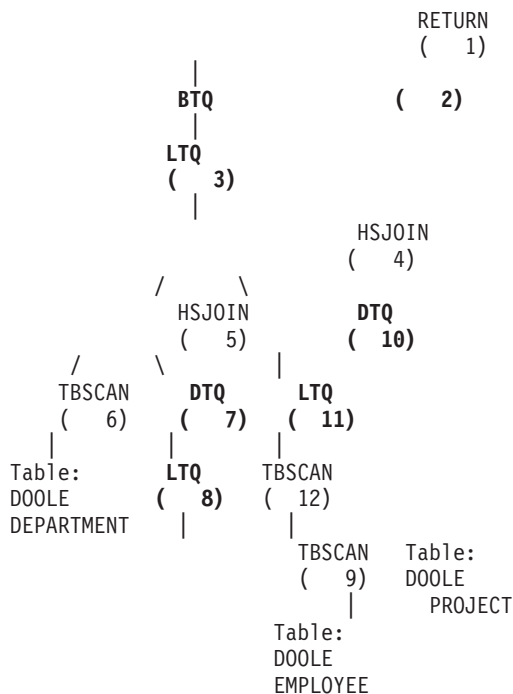 RETURN
( 1)
|
BTQ ( 2)
|
LTQ
( 3)
|
HSJOIN
( 4)
/ \
HSJOIN DTQ
( 5) ( 10)
/ \ |
TBSCAN DTQ LTQ
( 6) ( 7) ( 11)
| | |
Table: LTQ TBSCAN
DOOLE ( 8) ( 12)
DEPARTMENT | |
TBSCAN Table:
( 9) DOOLE
| PROJECT
Table:
DOOLE
EMPLOYEE